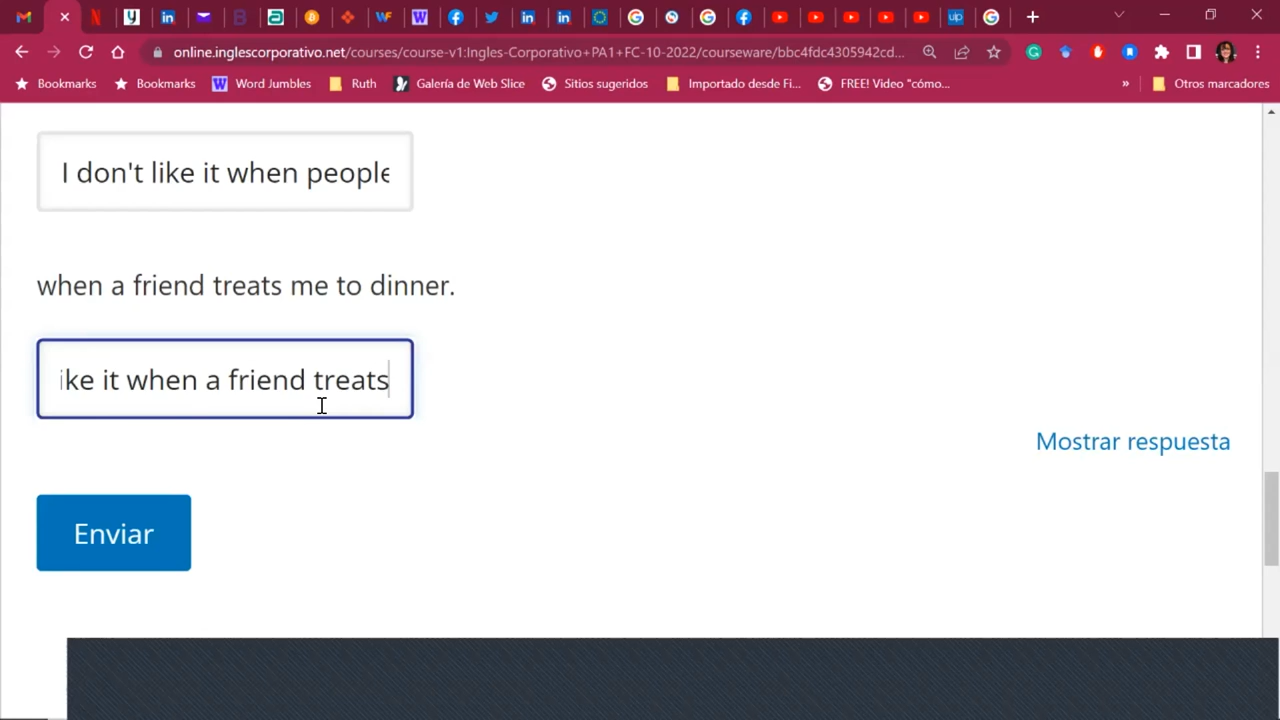 online.inglescorporativo.net/courses/course-v1:Ingles-Corporativo+PA1+FC-10-2022/courseware/bbc4fdc4305942cd...
Bookmarks Bookmarks Word Jumbles Ruth Galería de Web Slice Sitios sugeridos Importado desde Fi... FREE! Video "cómo... » Otros marcadores
I don't like it when people
when a friend treats me to dinner.
ike it when a friend treats
Mostrar respuesta
Enviar